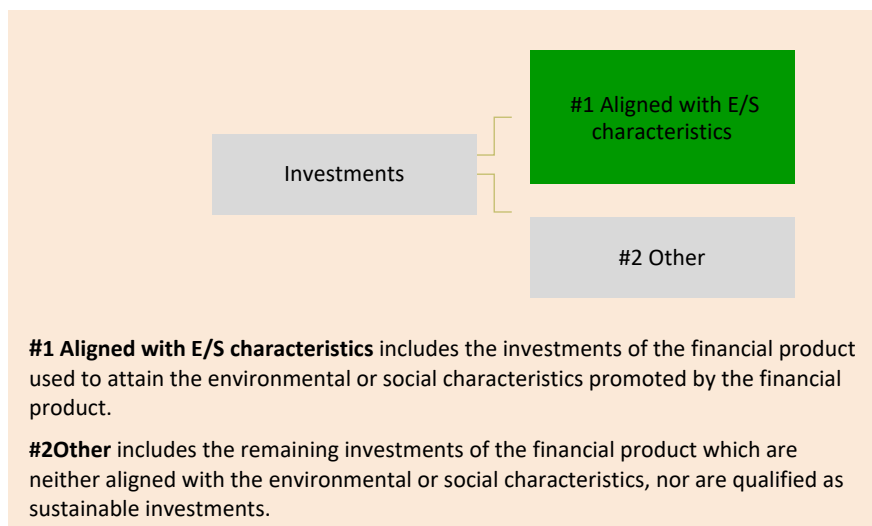 #1 Aligned with E/S
characteristics
Investments
#2 Other
#1 Aligned with E/S characteristics includes the investments of the financial product
used to attain the environmental or social characteristics promoted by the financial
product.
#2Other includes the remaining investments of the financial product which are
neither aligned with the environmental or social characteristics, nor are qualified as
sustainable investments.